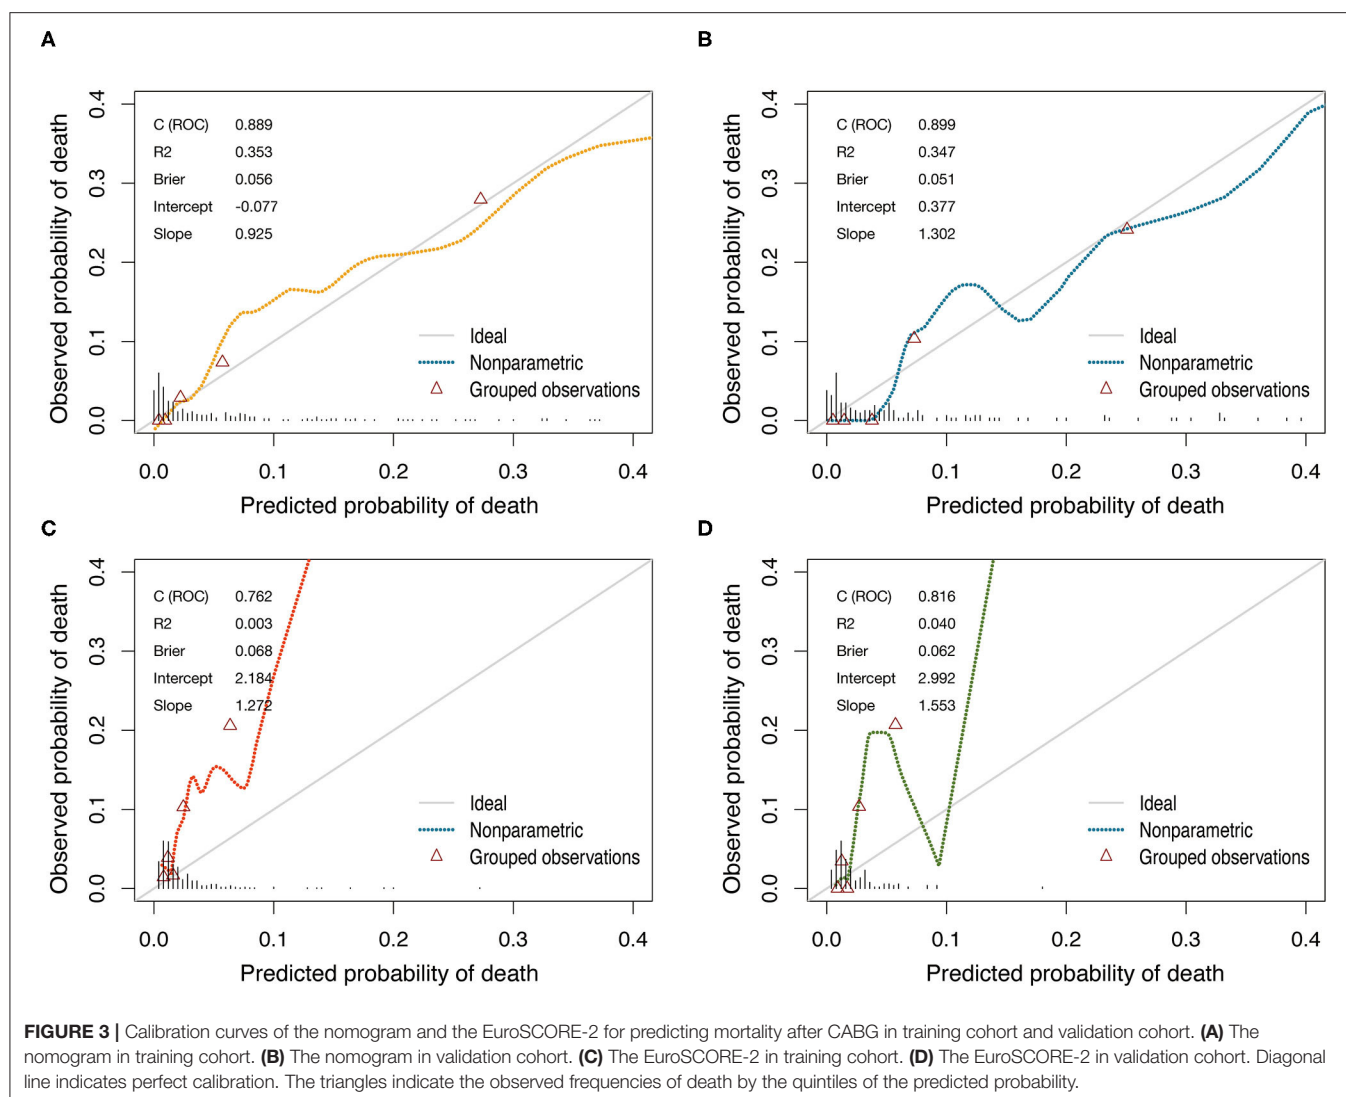 A
Observed probability of death
0.4
0.3
0.2
0.1
0.0
C (ROC) 0.889
R2 0.353
Brier 0.056
Intercept -0.077
Slope 0.925
Ideal
Nonparametric
Grouped observations
0.0 0.1 0.2 0.3 0.4
Predicted probability of death
B
Observed probability of death
0.4
0.3
0.2
0.1
0.0
C (ROC) 0.899
R2 0.347
Brier 0.051
Intercept 0.377
Slope 1.302
Ideal
Nonparametric
Grouped observations
0.0 0.1 0.2 0.3 0.4
Predicted probability of death
C
Observed probability of death
0.4
0.3
0.2
0.1
0.0
C (ROC) 0.762
R2 0.003
Brier 0.068
Intercept 2.184
Slope 1.272
Ideal
Nonparametric
Grouped observations
0.0 0.1 0.2 0.3 0.4
Predicted probability of death
D
Observed probability of death
0.4
0.3
0.2
0.1
0.0
C (ROC) 0.816
R2 0.040
Brier 0.062
Intercept 2.992
Slope 1.553
Ideal
Nonparametric
Grouped observations
0.0 0.1 0.2 0.3 0.4
Predicted probability of death
FIGURE 3 | Calibration curves of the nomogram and the EuroSCORE-2 for predicting mortality after CABG in training cohort and validation cohort. (A) The
nomogram in training cohort. (B) The nomogram in validation cohort. (C) The EuroSCORE-2 in training cohort. (D) The EuroSCORE-2 in validation cohort. Diagonal
line indicates perfect calibration. The triangles indicate the observed frequencies of death by the quintiles of the predicted probability.